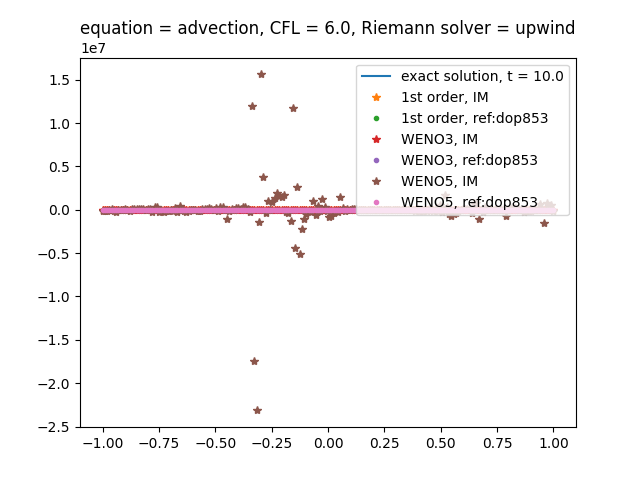 equation = advection, CFL = 6.0, Riemann solver = upwind
1e7
exact solution, t = 10.0
1st order, IM
1st order, ref:dop853
WENO3, IM
WENO3, ref:dop853
WENO5, IM
WENO5, ref:dop853
1.5
1.0
0.5
0.0
−0.5
−1.0
−1.5
−2.0
−2.5
−1.00 −0.75 −0.50 −0.25 0.00 0.25 0.50 0.75 1.00